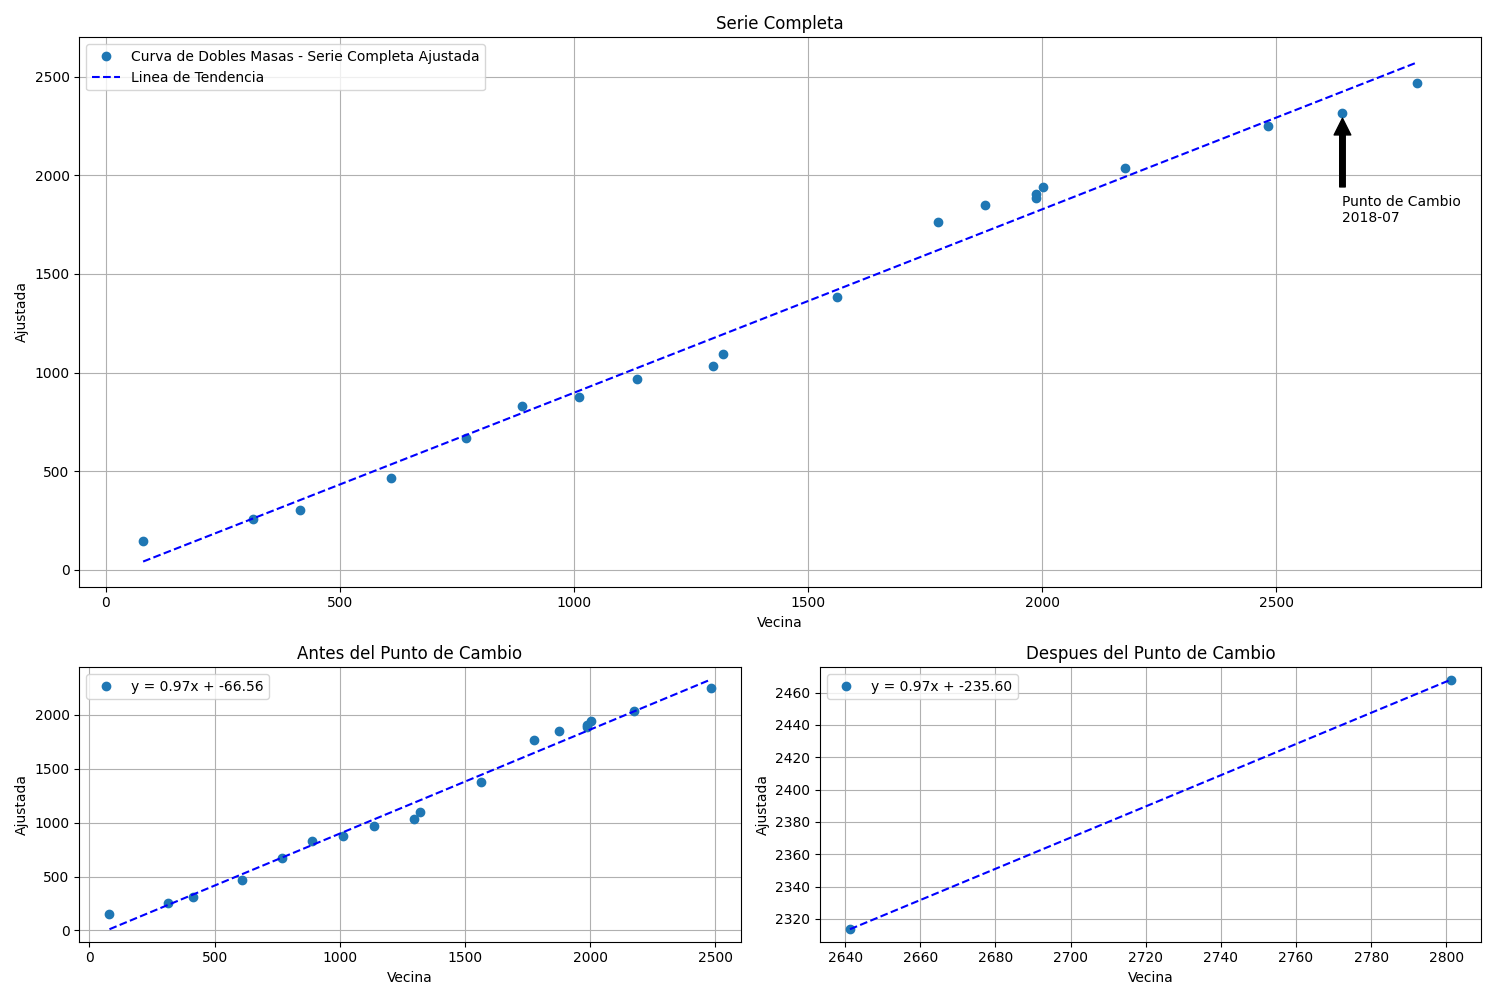 Serie Completa
Curva de Dobles Masas - Serie Completa Ajustada
Linea de Tendencia
2500
2000
1500
1000
500
0
Ajustada
Punto de Cambio
2018-07
0 500 1000 1500 2000 2500
Vecina
Antes del Punto de Cambio
y = 0.97x + -66.56
2000
1500
1000
500
0
Ajustada
0 500 1000 1500 2000 2500
Vecina
Despues del Punto de Cambio
y = 0.97x + -235.60
2460
2440
2420
2400
2380
2360
2340
2320
Ajustada
2640 2660 2680 2700 2720 2740 2760 2780 2800
Vecina